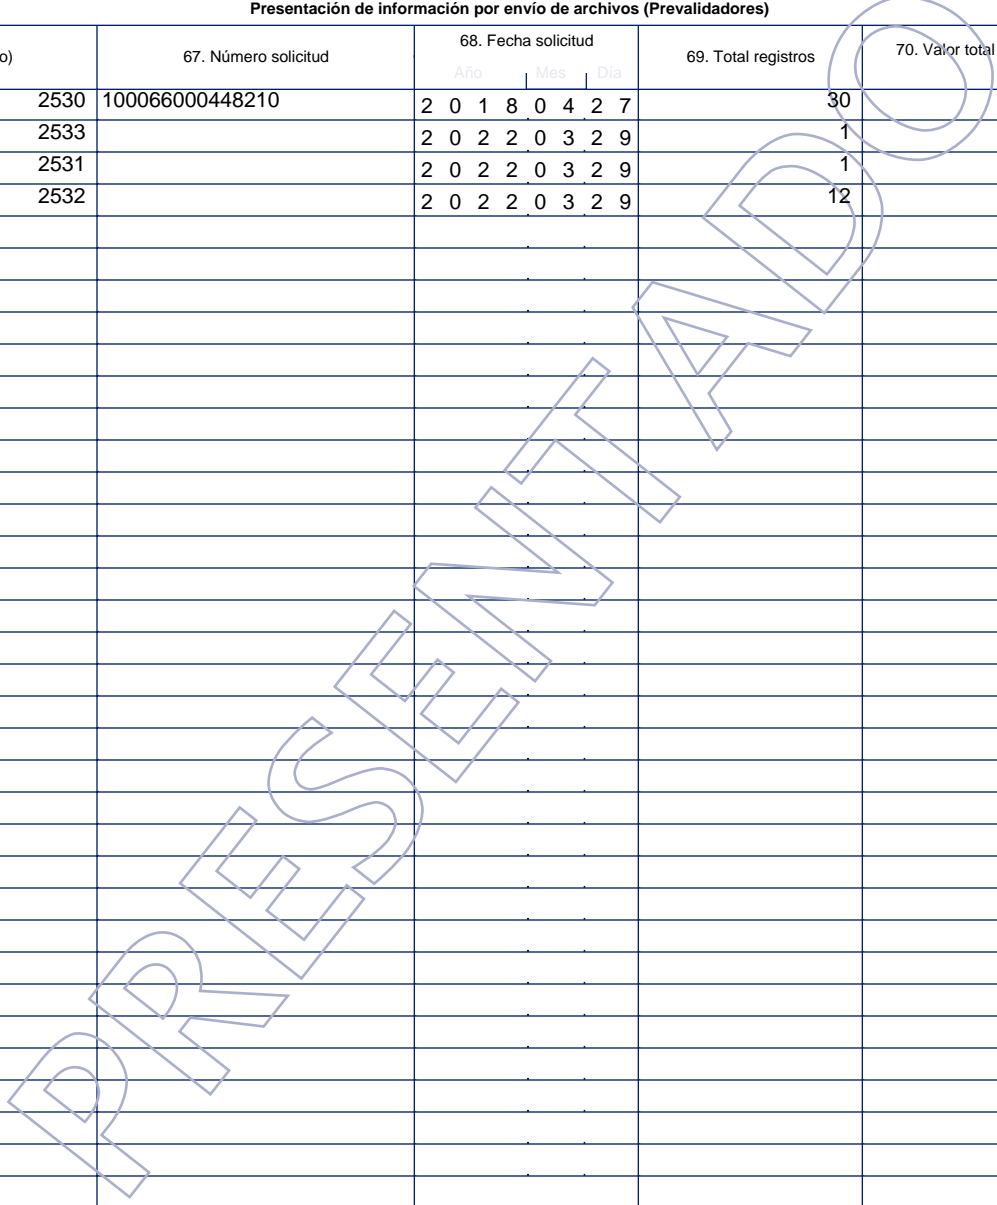 Presentación de información por envío de archivos (Prevalidadores)
o) 67. Número solicitud 68. Fecha solicitud 69. Total registros 70. Valor total
Año Mes Día
2530 100066000448210 2 0 1 8 0 4 2 7 30
2533 2 0 2 2 0 3 2 9 1
2531 2 0 2 2 0 3 2 9 1
2532 2 0 2 2 0 3 2 9 12
PRESENTADO